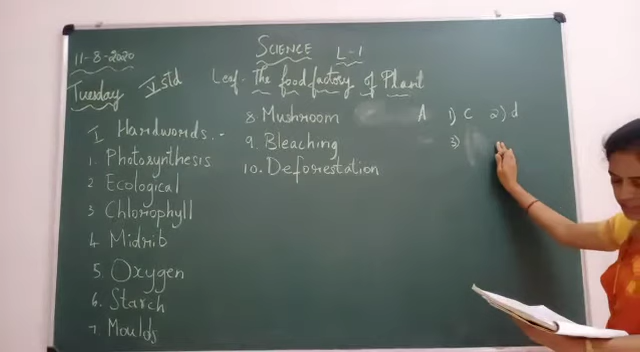 11-8-2020
Tuesday
V std
SCIENCE L-1
Leaf - The food factory of Plant
I Hardwords.-
1. Photosynthesis
2 Ecological
3 Chlorophyll
4. Midrib
5. Oxygen
6. Starch
7. Moulds
8 Mushroom
9. Bleaching
10. Deforestation
A 1) c 2) d
3)